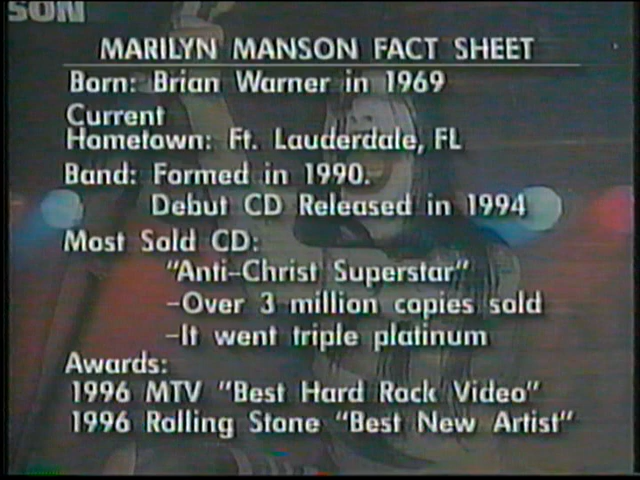 SON
MARILYN MANSON FACT SHEET
Born: Brian Warner in 1969
Current
Hometown: Ft. Lauderdale, FL
Band: Formed in 1990.
Debut CD Released in 1994
Most Sold CD:
"Anti-Christ Superstar"
-Over 3 million copies sold
-It went triple platinum
Awards:
1996 MTV "Best Hard Rock Video"
1996 Rolling Stone "Best New Artist"